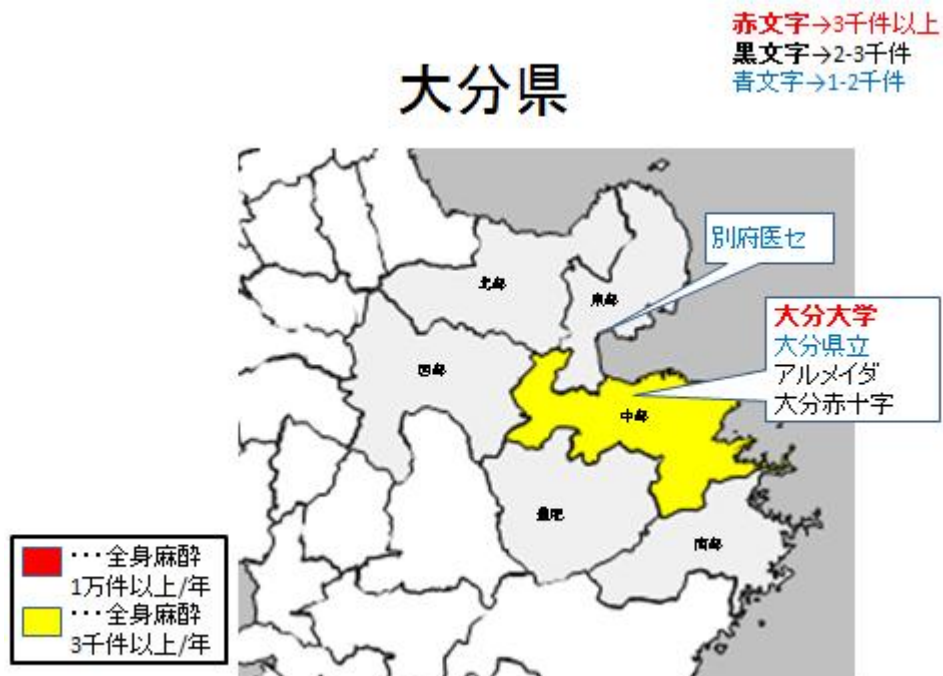 赤文字→3千件以上
黒文字→2-3千件
青文字→1-2千件
大分県
別府医セ
北部
東部
大分大学
大分県立
アルメイダ
大分赤十字
西部
中部
豊肥
南部
・・・全身麻酔
1万件以上/年
・・・全身麻酔
3千件以上/年